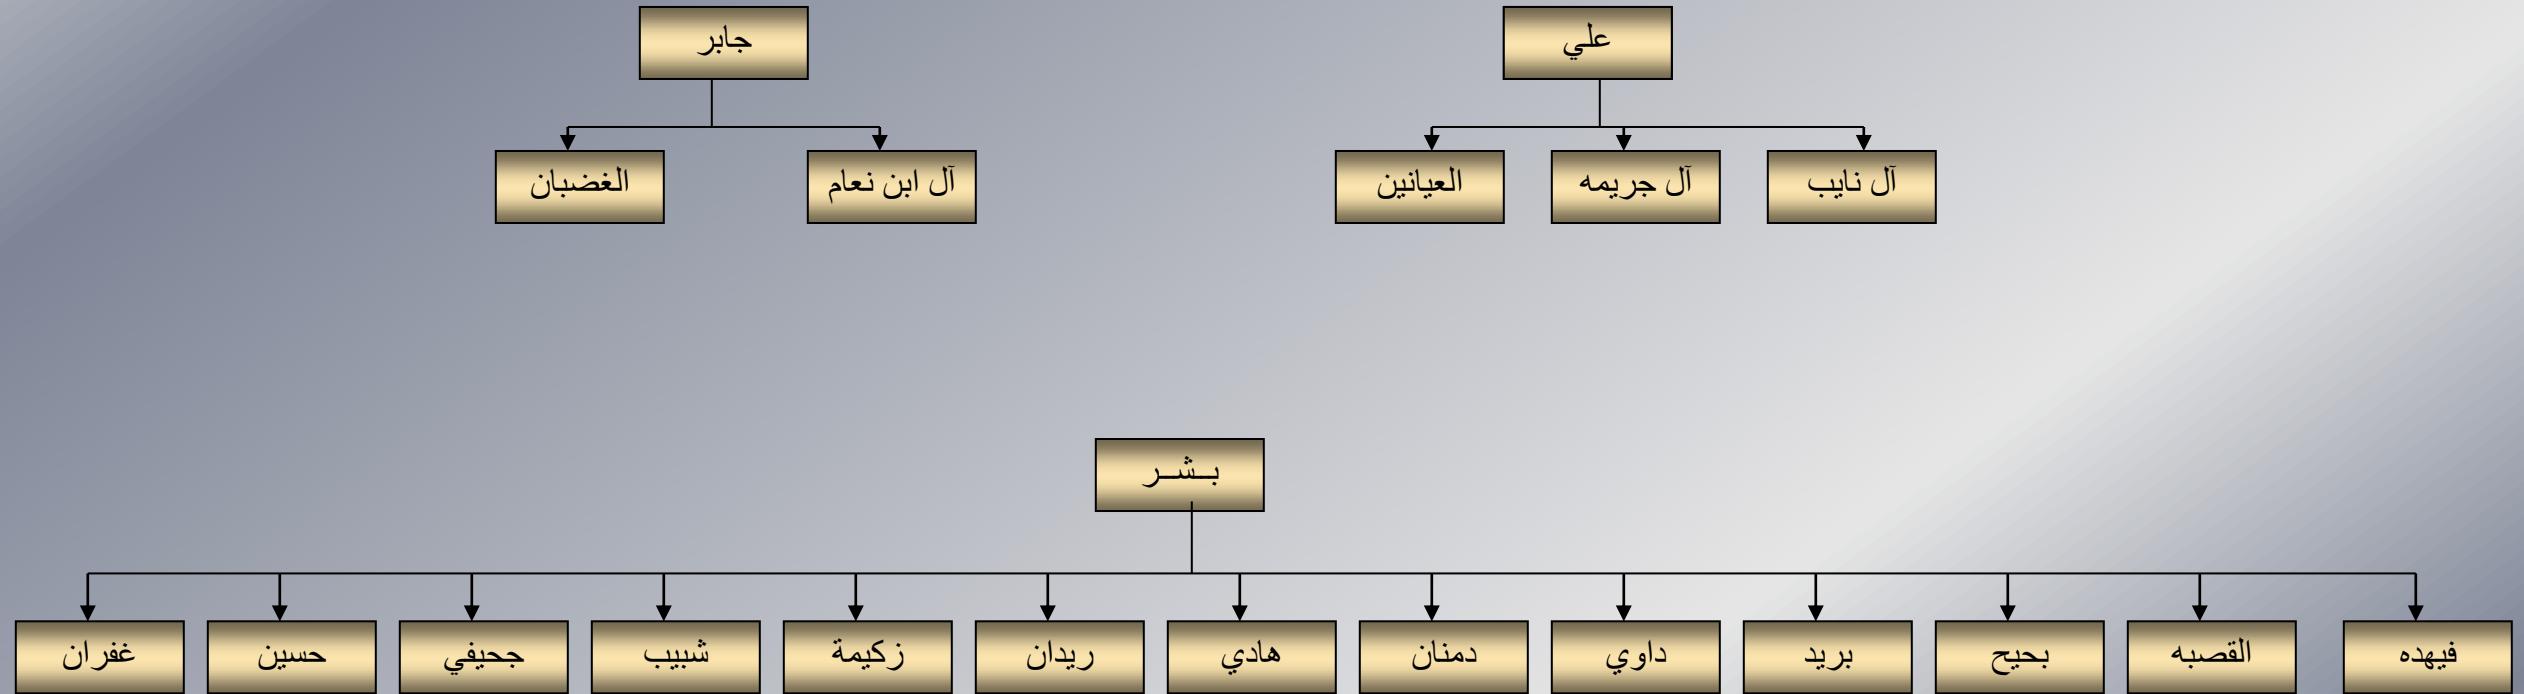 علي
جابر
آل نايب
آل جريمه
العيانين
آل ابن نعام
الغضبان
بــشــر
فيهده
القصبه
بحيح
بريد
داوي
دمنان
هادي
ريدان
زكيمة
شبيب
جحيفي
حسين
غفران